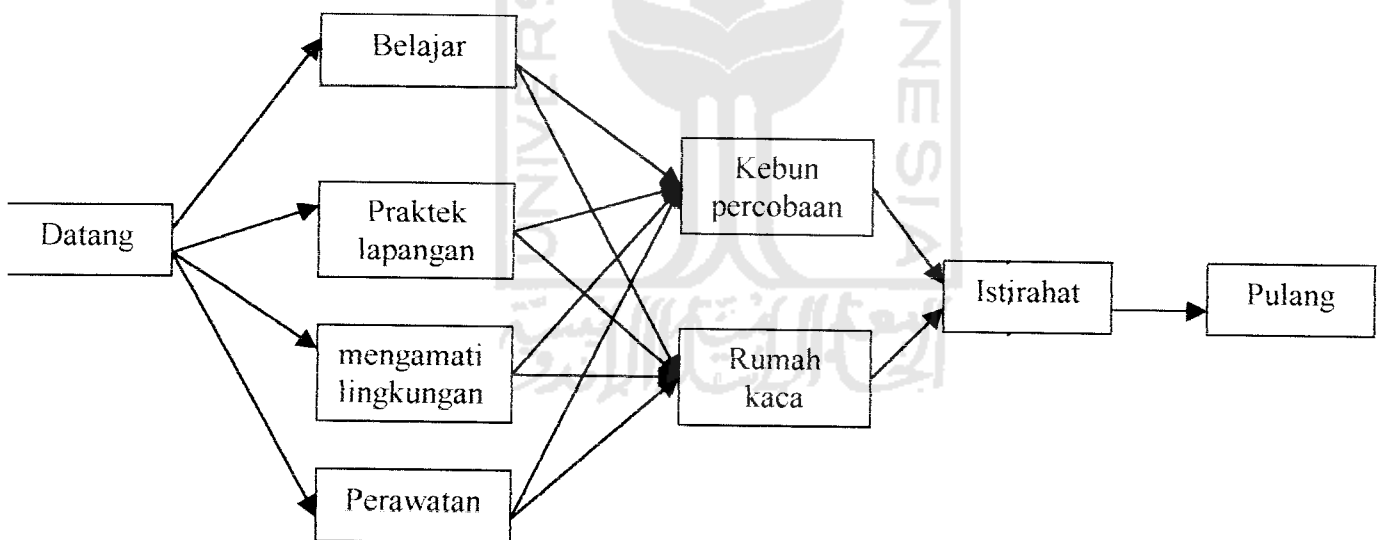 Datang
Belajar
Praktek
lapangan
mengamati
lingkungan
Perawatan
Kebun
percobaan
Rumah
kaca
Istirahat
Pulang